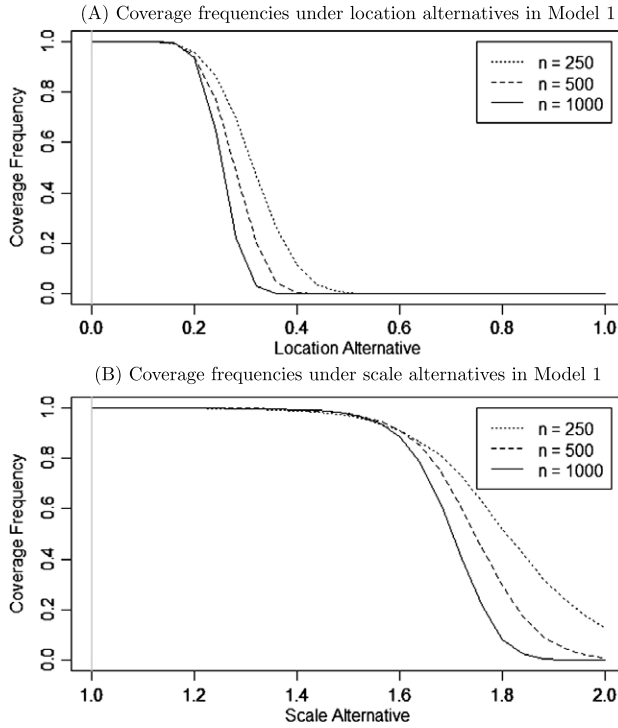 (A) Coverage frequencies under location alternatives in Model 1
Coverage Frequency
1.0
0.8
0.6
0.4
0.2
0.0
n = 250
n = 500
n = 1000
0.0 0.2 0.4 0.6 0.8 1.0
Location Alternative
(B) Coverage frequencies under scale alternatives in Model 1
Coverage Frequency
1.0
0.8
0.6
0.4
0.2
0.0
n = 250
n = 500
n = 1000
1.0 1.2 1.4 1.6 1.8 2.0
Scale Alternative